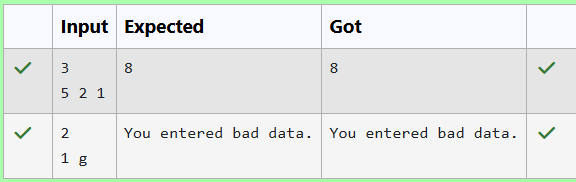 Input Expected Got
3 8 8
5 2 1
2 You entered bad data. You entered bad data.
1 g